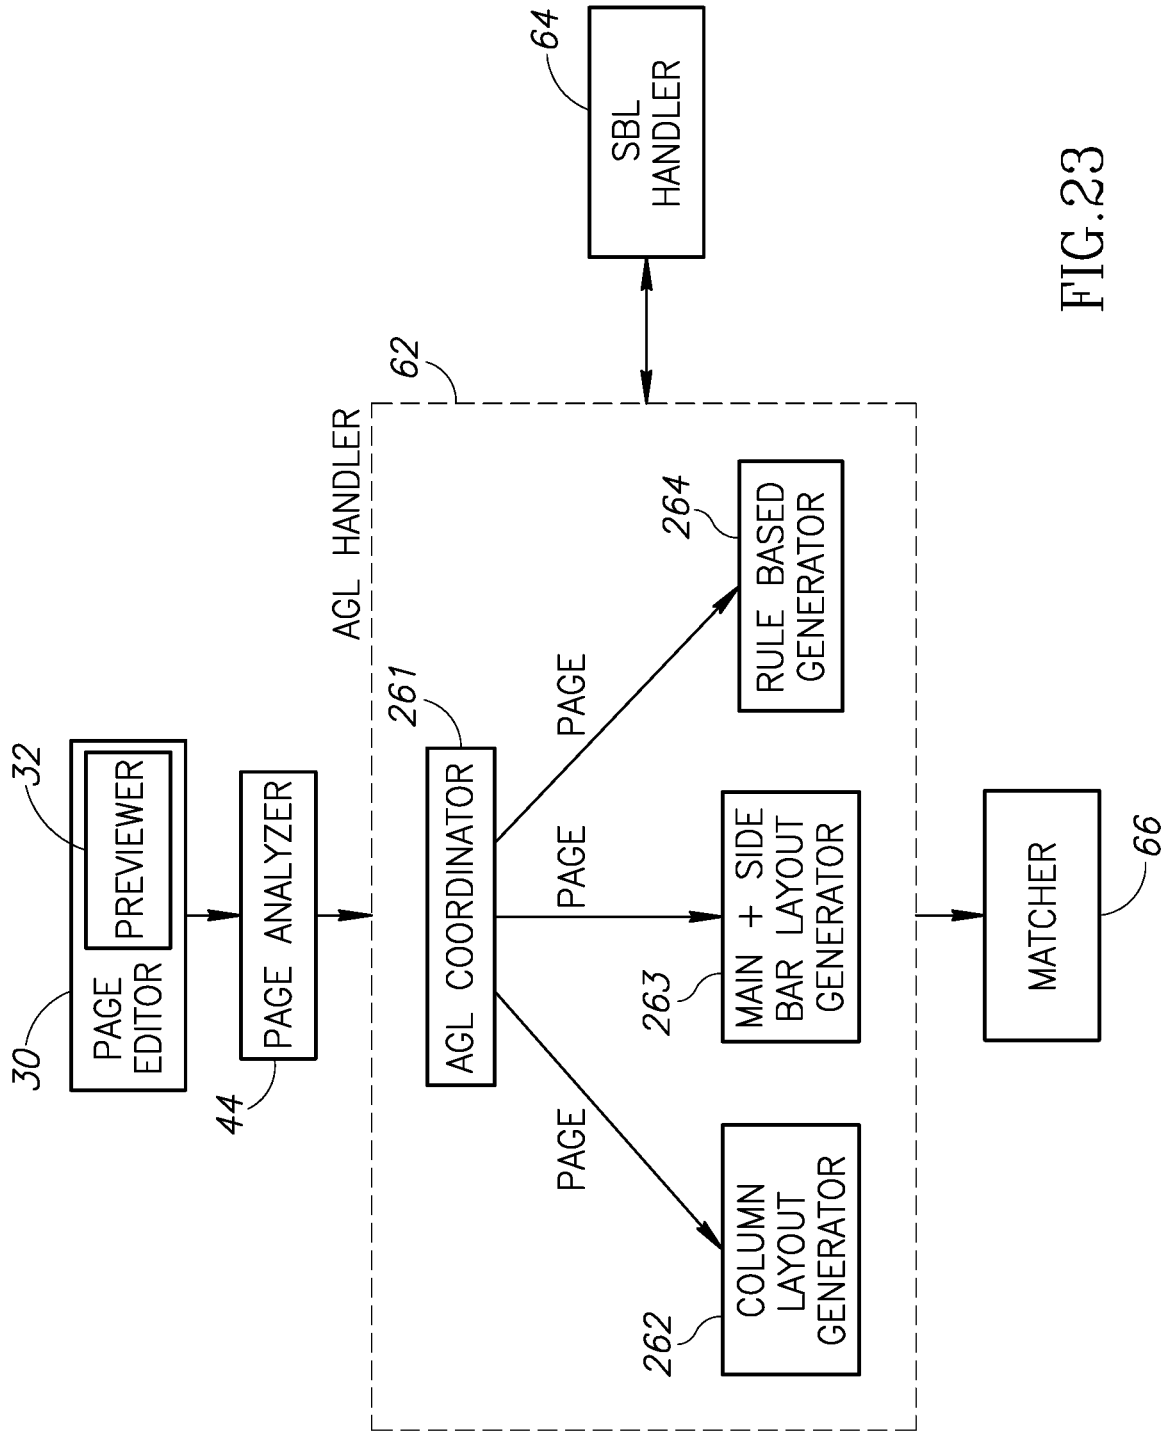 30
32
PAGE
EDITOR
PREVIEWER
44
PAGE ANALYZER
AGL HANDLER
62
261
AGL COORDINATOR
PAGE
PAGE
PAGE
262
COLUMN
LAYOUT
GENERATOR
263
MAIN + SIDE
BAR LAYOUT
GENERATOR
264
RULE BASED
GENERATOR
64
SBL
HANDLER
MATCHER
66
FIG.23